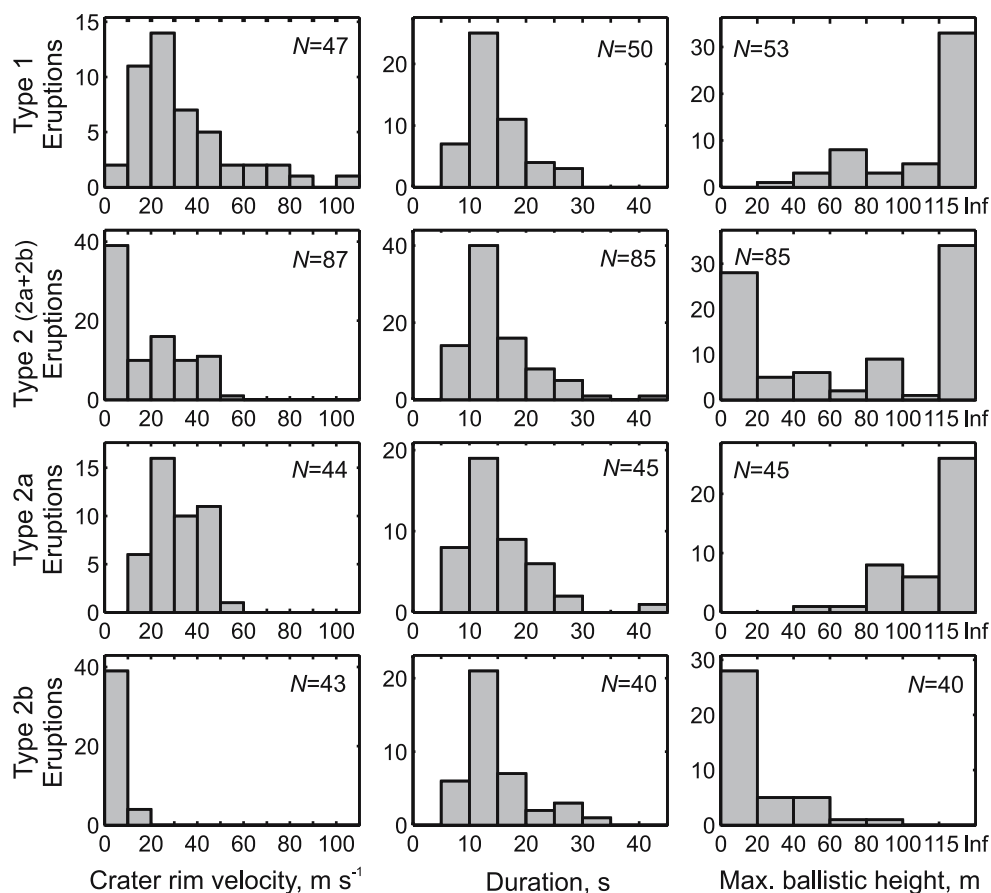 Type 1
Eruptions
15
10
5
0
N=47
0 20 40 60 80 100
20
10
0
N=50
0 10 20 30 40
30
20
10
0
N=53
0 20 40 60 80 100 115 Inf
Type 2 (2a+2b)
Eruptions
40
20
0
N=87
0 20 40 60 80 100
40
20
0
N=85
0 10 20 30 40
30
20
10
0
N=85
0 20 40 60 80 100 115 Inf
Type 2a
Eruptions
15
10
5
0
N=44
0 20 40 60 80 100
20
10
0
N=45
0 10 20 30 40
20
10
0
N=45
0 20 40 60 80 100 115 Inf
Type 2b
Eruptions
40
20
0
N=43
0 20 40 60 80 100
20
10
0
N=40
0 10 20 30 40
30
20
10
0
N=40
0 20 40 60 80 100 115 Inf
Crater rim velocity, m s⁻¹
Duration, s
Max. ballistic height, m